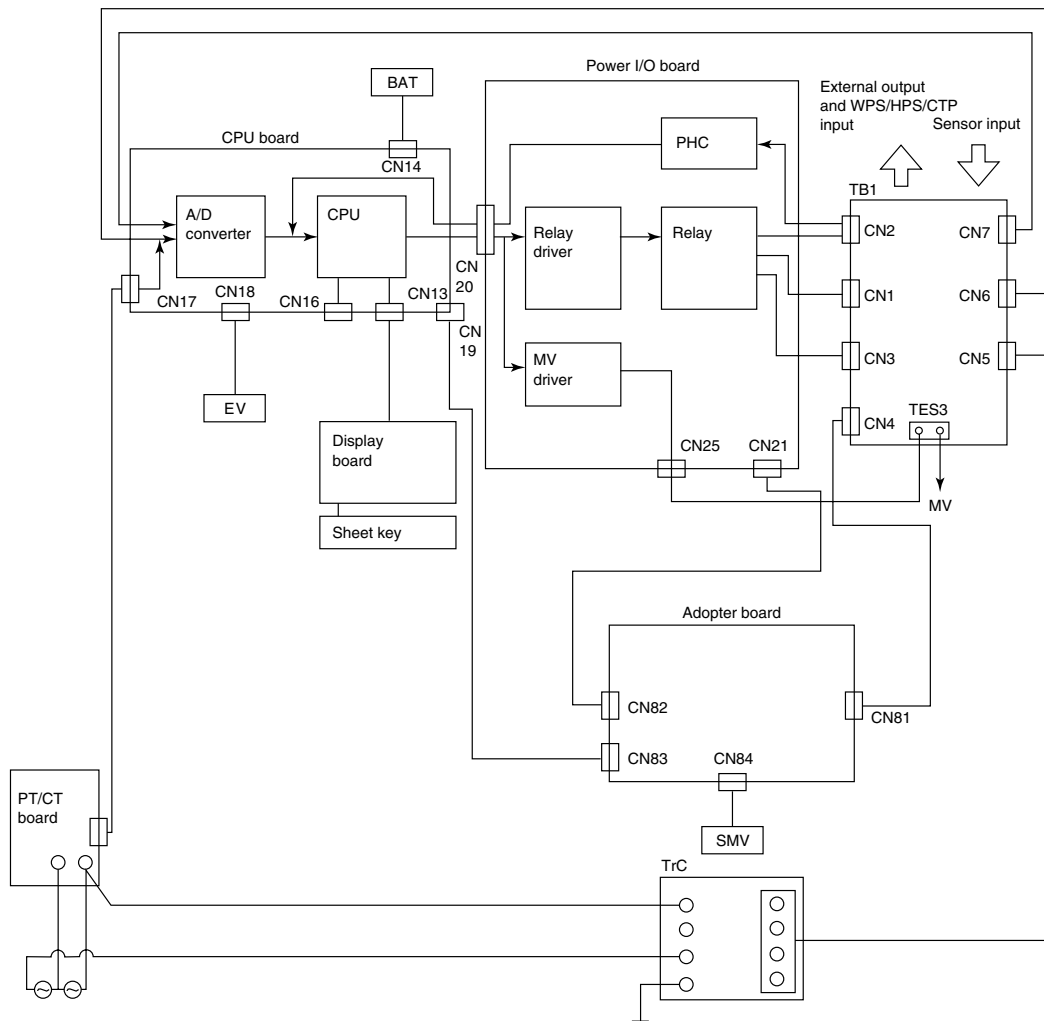 Power I/O board
BAT
External output
and WPS/HPS/CTP
input
Sensor input
CPU board
CN14
PHC
TB1
A/D
converter
CPU
Relay
driver
Relay
CN2
CN7
CN
20
CN17
CN18
CN16
CN13
CN1
CN6
CN
19
MV
driver
CN3
CN5
EV
CN4
TES3
Display
board
CN25
CN21
MV
Sheet key
Adopter board
CN82
CN81
CN83
CN84
PT/CT
board
SMV
TrC